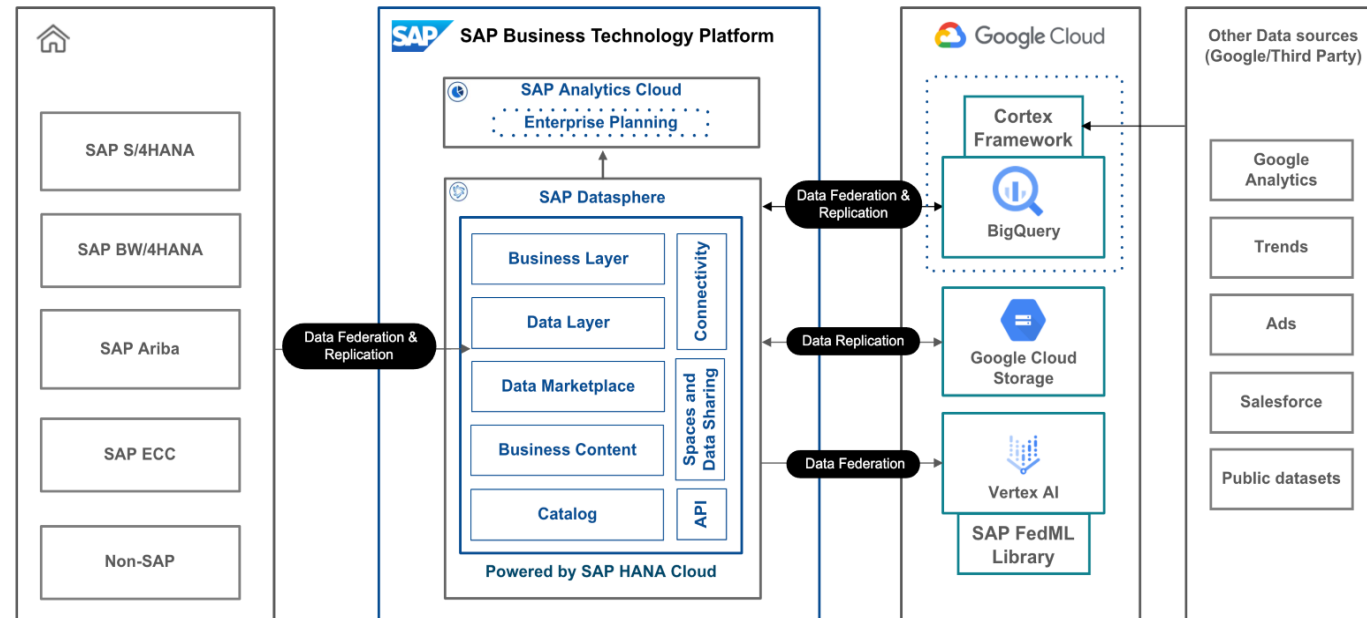 SAP S/4HANA
SAP BW/4HANA
SAP Ariba
SAP ECC
Non-SAP
Data Federation &
Replication
SAP
SAP Business Technology Platform
SAP Analytics Cloud
Enterprise Planning
SAP Datasphere
Business Layer
Data Layer
Data Marketplace
Business Content
Catalog
Connectivity
Spaces and
Data Sharing
API
Powered by SAP HANA Cloud
Data Federation &
Replication
Data Replication
Data Federation
Google Cloud
Cortex
Framework
BigQuery
Google Cloud
Storage
Vertex AI
SAP FedML
Library
Other Data sources
(Google/Third Party)
Google
Analytics
Trends
Ads
Salesforce
Public datasets